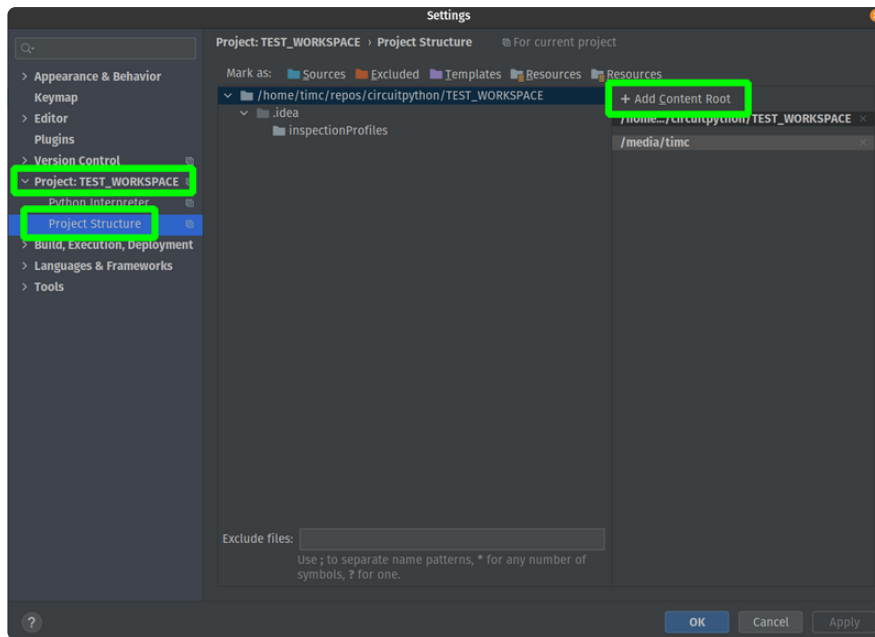 Settings
Project: TEST_WORKSPACE › Project Structure For current project
Appearance & Behavior
Keymap
Editor
Plugins
Version Control
Project: TEST_WORKSPACE
Python Interpreter
Project Structure
Build, Execution, Deployment
Languages & Frameworks
Tools
Mark as: Sources Excluded Templates Resources Resources
/home/timc/repos/circuitpython/TEST_WORKSPACE
.idea
inspectionProfiles
+ Add Content Root
/home.../circuitpython/TEST_WORKSPACE ×
/media/timc ×
Exclude files:
Use ; to separate name patterns, * for any number of
symbols, ? for one.
?
OK Cancel Apply